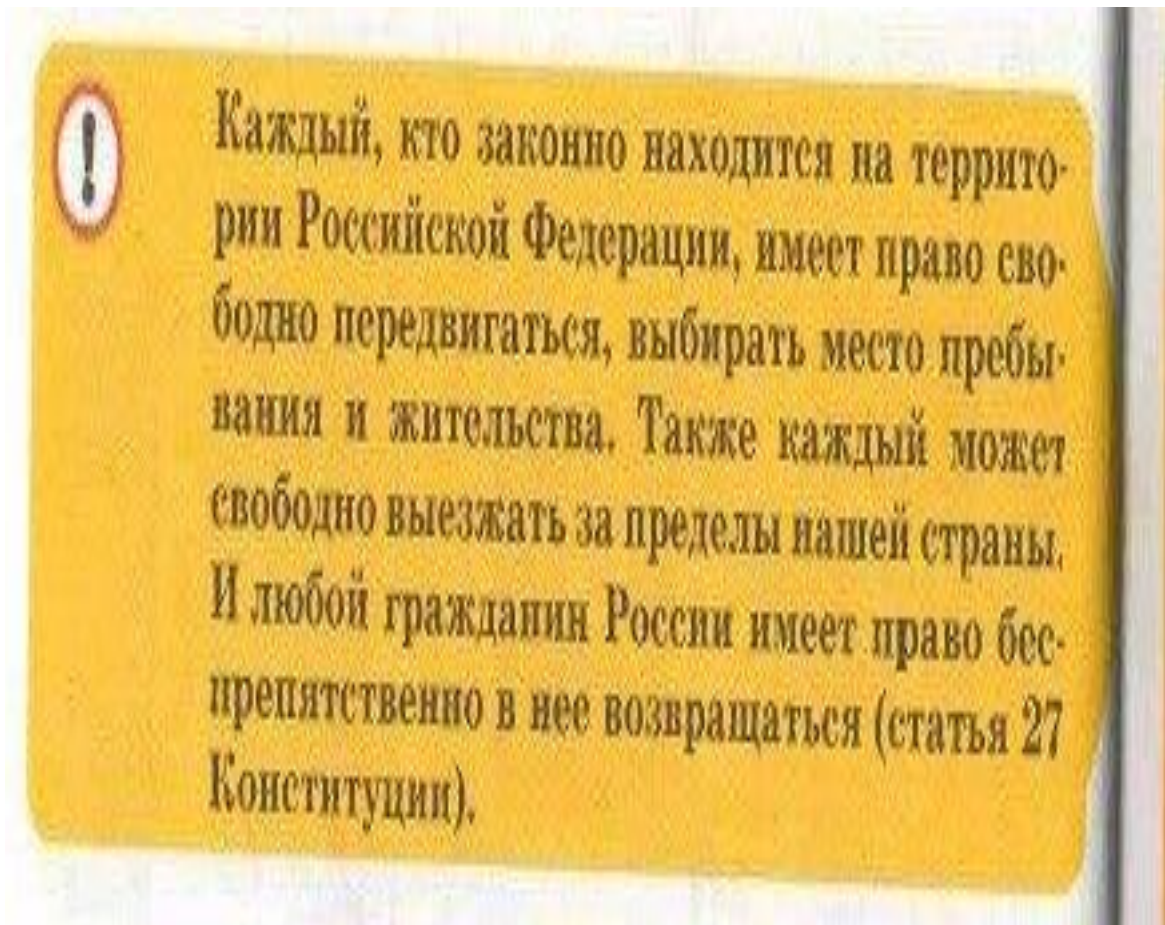 Каждый, кто законно находится на террито-
рии Российской Федерации, имеет право сво-
бодно передвигаться, выбирать место пребы-
вания и жительства. Также каждый может
свободно выезжать за пределы нашей страны.
И любой гражданин России имеет право бес-
препятственно в нее возвращаться (статья 27
Конституции).